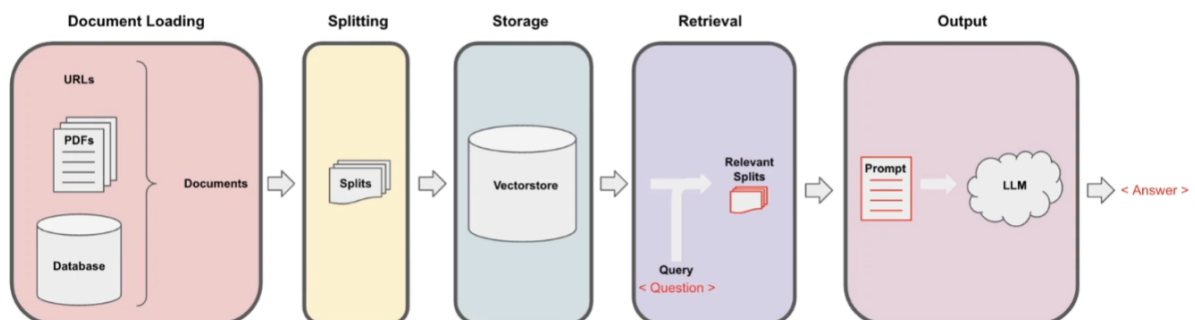 Document Loading
Splitting
Storage
Retrieval
Output
URLs
PDFs
Database
Documents
Splits
Vectorstore
Relevant
Splits
Query
< Question >
Prompt
LLM
< Answer >